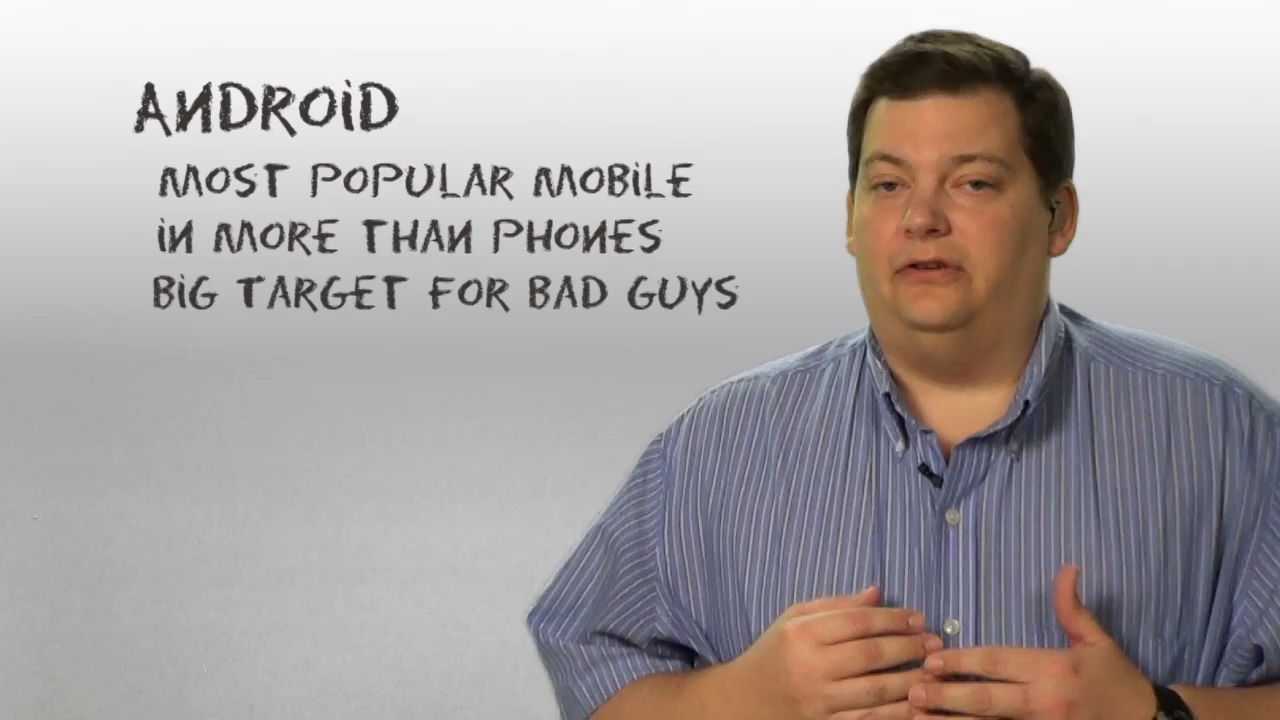 ANDROiD
MOST POPULAR MOBiLE
iN MORE THAN PHONES
BiG TARGET FOR BAD GUYS